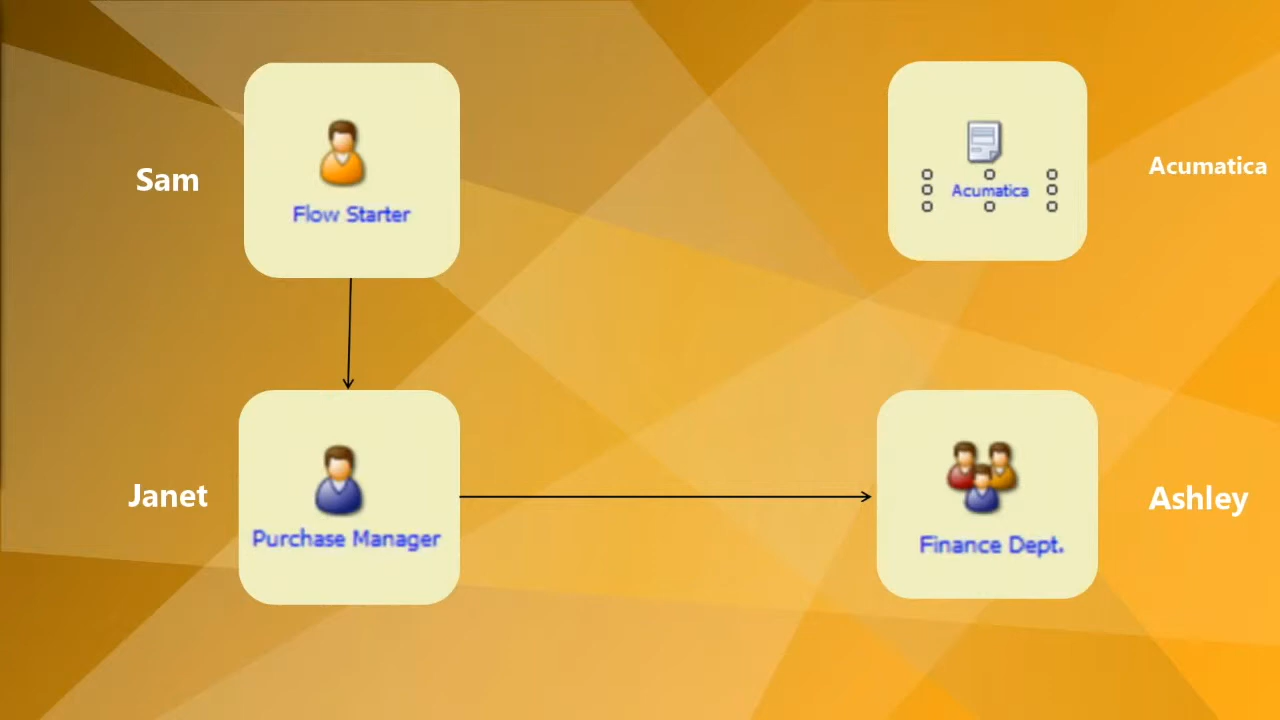 Sam
Flow Starter
Acumatica
Acumatica
Janet
Purchase Manager
Finance Dept.
Ashley